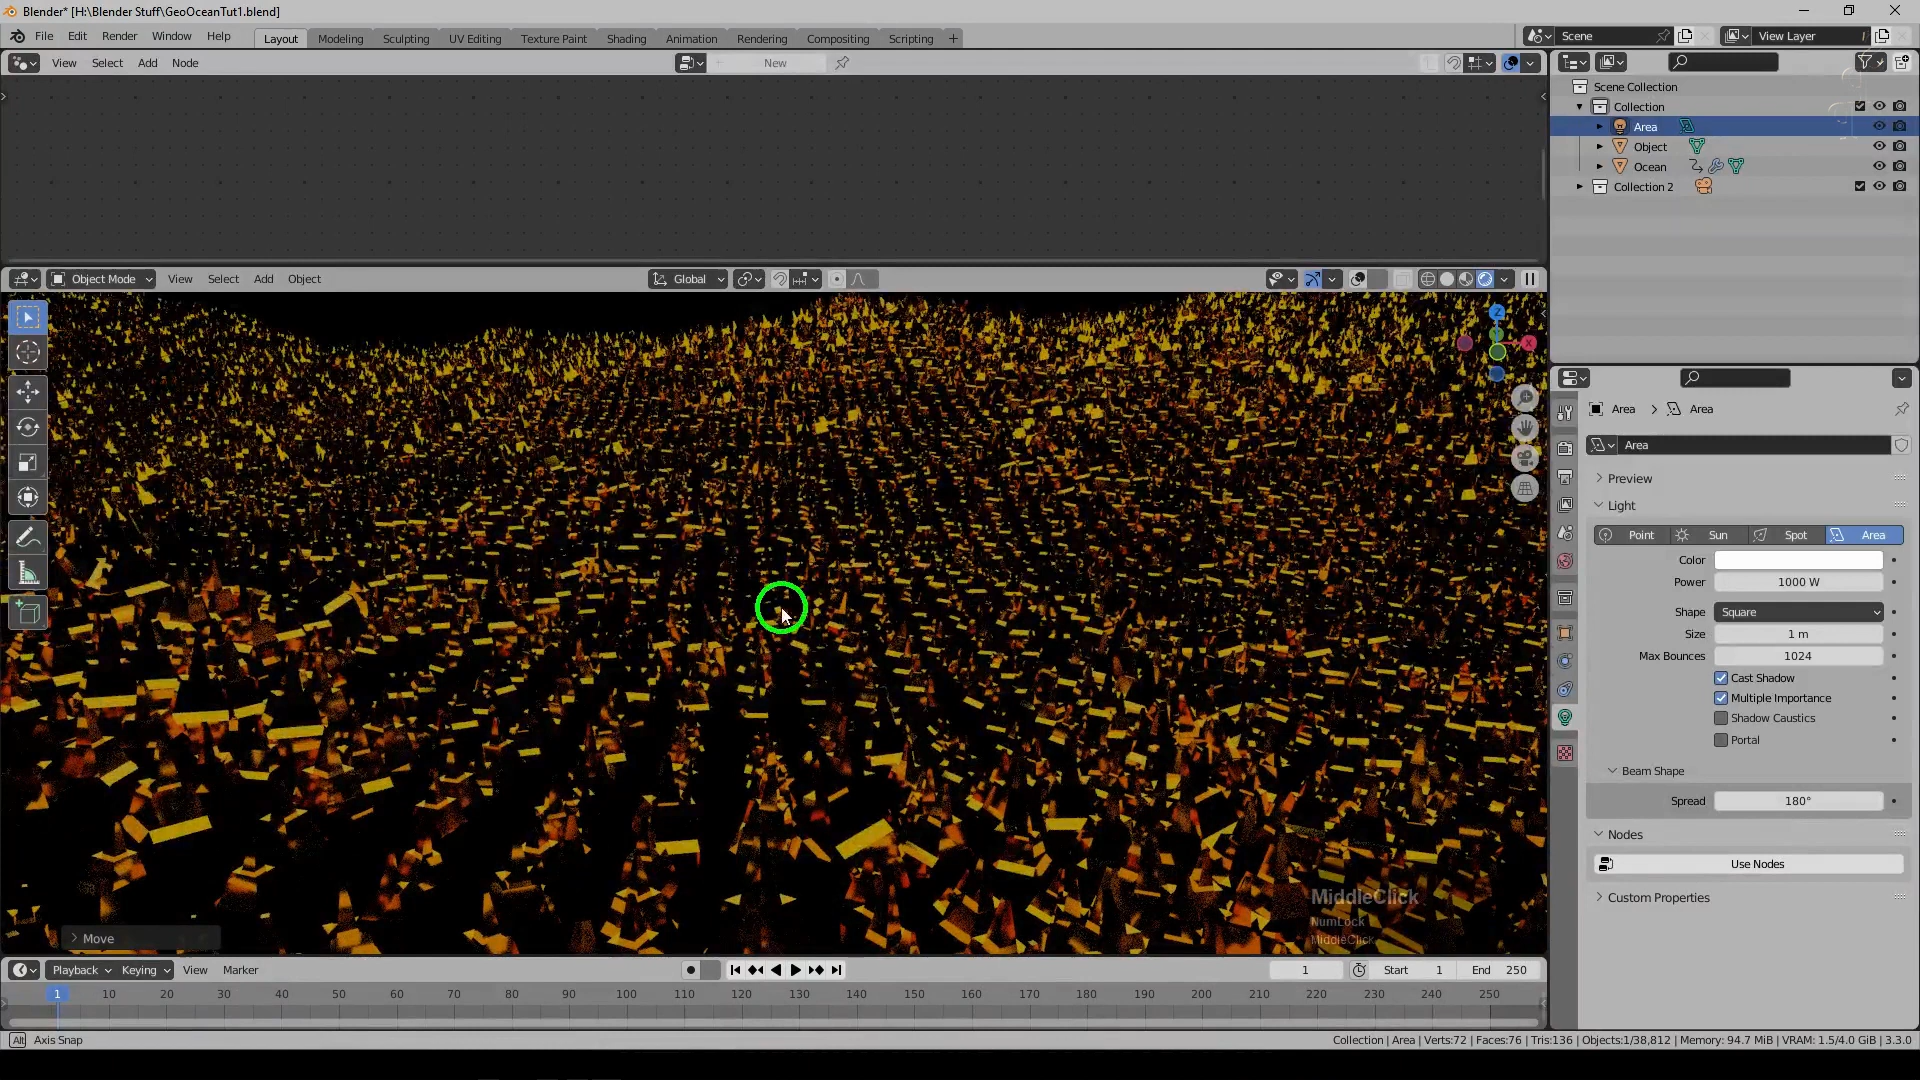 Blender* [H:\Blender Stuff\GeoOceanTut1.blend]
File Edit Render Window Help Layout Modeling Sculpting UV Editing Texture Paint Shading Animation Rendering Compositing Scripting + Scene View Layer
View Select Add Node New
Scene Collection
Collection
Area
Object
Ocean
Collection 2
Object Mode View Select Add Object Global
Z
X
Area > Area
Area
Preview
Light
Point Sun Spot Area
Color
Power 1000 W
Shape Square
Size 1 m
Max Bounces 1024
Cast Shadow
Multiple Importance
Shadow Caustics
Portal
Beam Shape
Spread 180°
Nodes
Use Nodes
Custom Properties
MiddleClick
NumLock
MiddleClick
Move
Playback Keying View Marker 1 Start 1 End 250
1 10 20 30 40 50 60 70 80 90 100 110 120 130 140 150 160 170 180 190 200 210 220 230 240 250
Alt Axis Snap Collection | Area | Verts:72 | Faces:76 | Tris:136 | Objects:1/38,812 | Memory: 94.7 MiB | VRAM: 1.5/4.0 GiB | 3.3.0